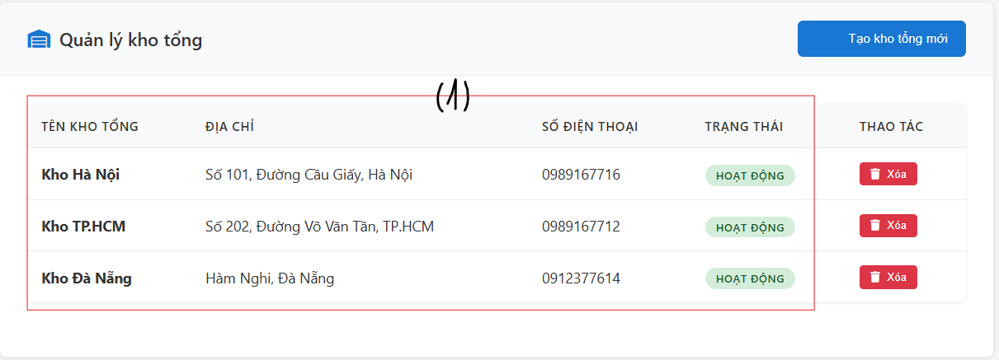 Quản lý kho tổng
Tạo kho tổng mới
(1)
TÊN KHO TỔNG ĐỊA CHỈ SỐ ĐIỆN THOẠI TRẠNG THÁI THAO TÁC
Kho Hà Nội Số 101, Đường Cầu Giấy, Hà Nội 0989167716 HOẠT ĐỘNG Xóa
Kho TP.HCM Số 202, Đường Võ Văn Tần, TP.HCM 0989167712 HOẠT ĐỘNG Xóa
Kho Đà Nẵng Hàm Nghi, Đà Nẵng 0912377614 HOẠT ĐỘNG Xóa